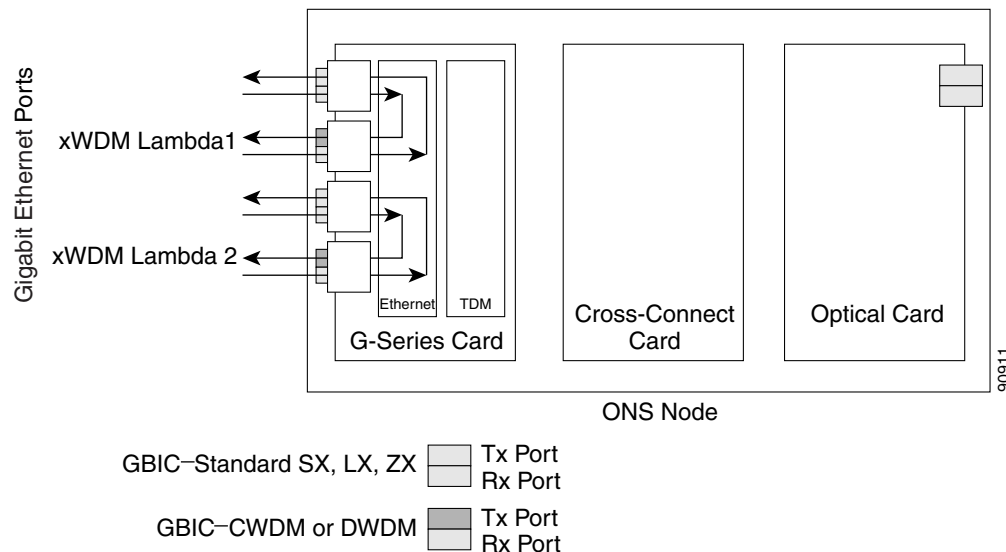 Gigabit Ethernet Ports
xWDM Lambda1
xWDM Lambda 2
Ethernet
TDM
G-Series Card
Cross-Connect
Card
Optical Card
ONS Node
90911
GBIC–Standard SX, LX, ZX
Tx Port
Rx Port
GBIC–CWDM or DWDM
Tx Port
Rx Port